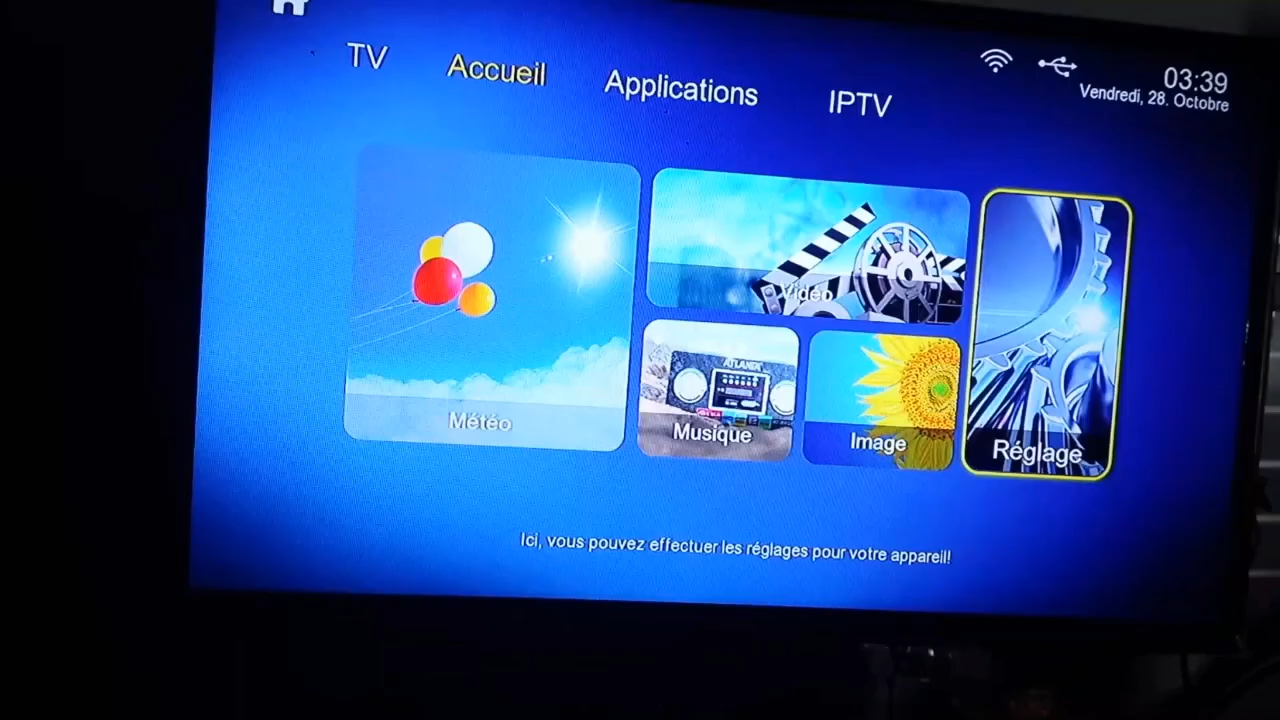 TV
Accueil
Applications
IPTV
03:39
Vendredi, 28. Octobre
Météo
Vidéo
ATLANTA
Musique
Image
Réglage
Ici, vous pouvez effectuer les réglages pour votre appareil!